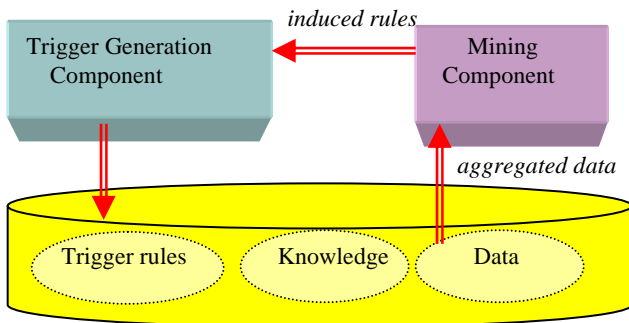 induced rules
Trigger Generation
Component
Mining
Component
aggregated data
Trigger rules
Knowledge
Data